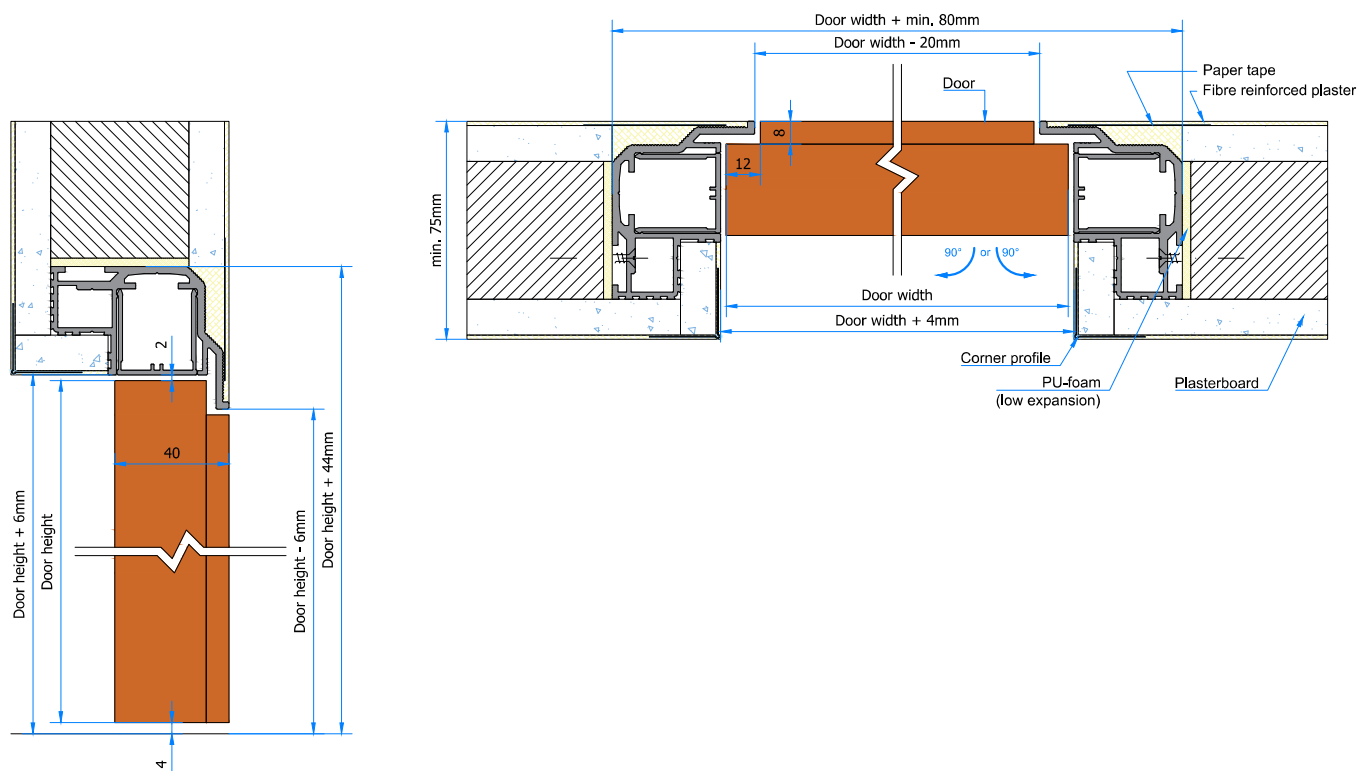 Door width + min. 80mm
Door width - 20mm
Door
Paper tape
Fibre reinforced plaster
8
12
min. 75mm
90° or 90°
Door width
Door width + 4mm
Corner profile
PU-foam
(low expansion)
Plasterboard
2
40
Door height + 6mm
Door height
Door height - 6mm
Door height + 44mm
4